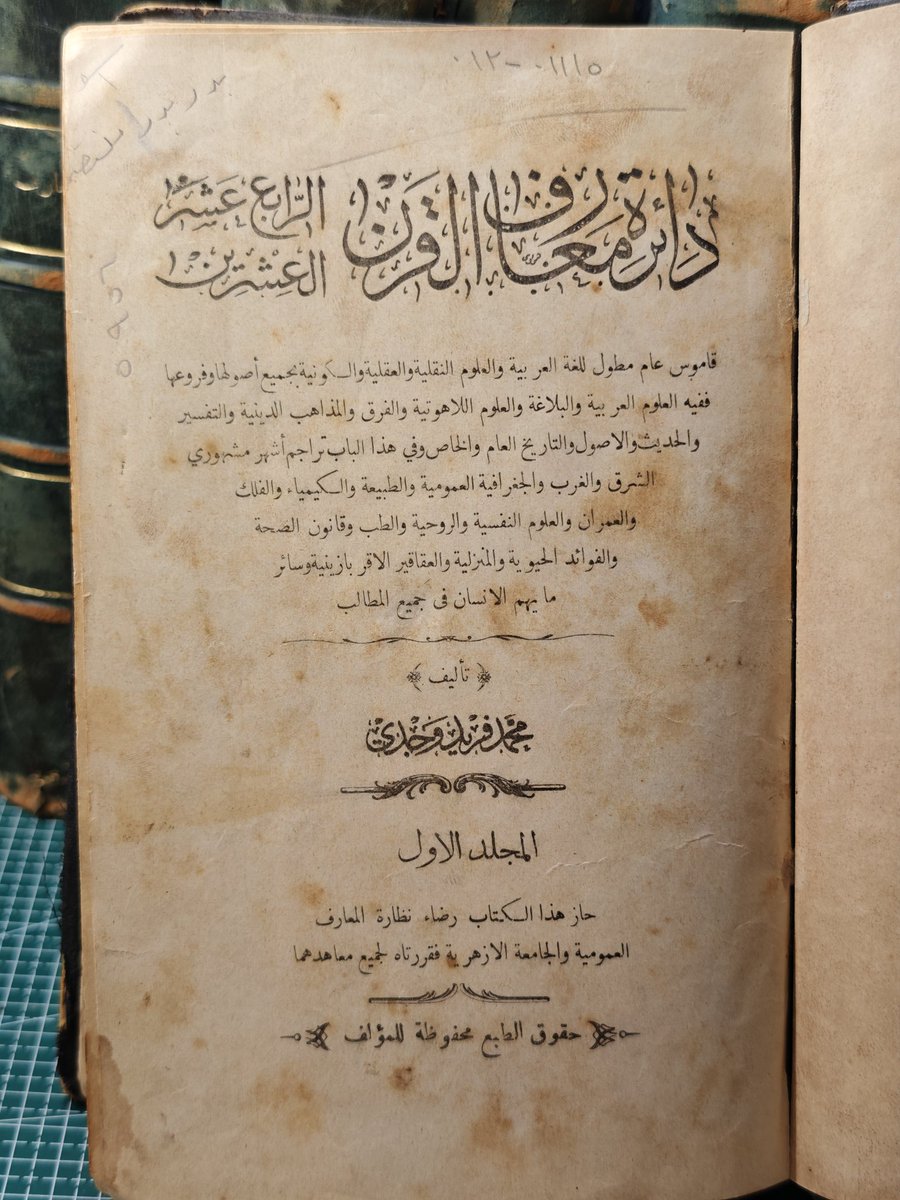 ٠١٢-٠١١١٥
دائرة معارف القرن الرابع عشر
العشرين
قاموس عام مطول للغة العربية والعلوم النقلية والعقلية والكونية بجميع أصولها وفروعها
ففيه العلوم العربية والبلاغة والعلوم اللاهوتية والفرق والمذاهب الدينية والتفسير
والحديث والاصول والتاريخ العام والخاص وفي هذا الباب تراجم أشهر مشهوري
الشرق والغرب والجغرافية العمومية والطبيعة والكيمياء والفلك
والعمران والعلوم النفسية والروحية والطب وقانون الصحة
والفوائد الحيوية والمنزلية والعقاقير الاقرباذينية وسائر
ما يهم الانسان في جميع المطالب
تأليف
محمد فريد وجدي
المجلد الاول
حاز هذا الكتاب رضاء نظارة المعارف
العمومية والجامعة الازهرية فقررتاه لجميع معاهدهما
حقوق الطبع محفوظة للمؤلف